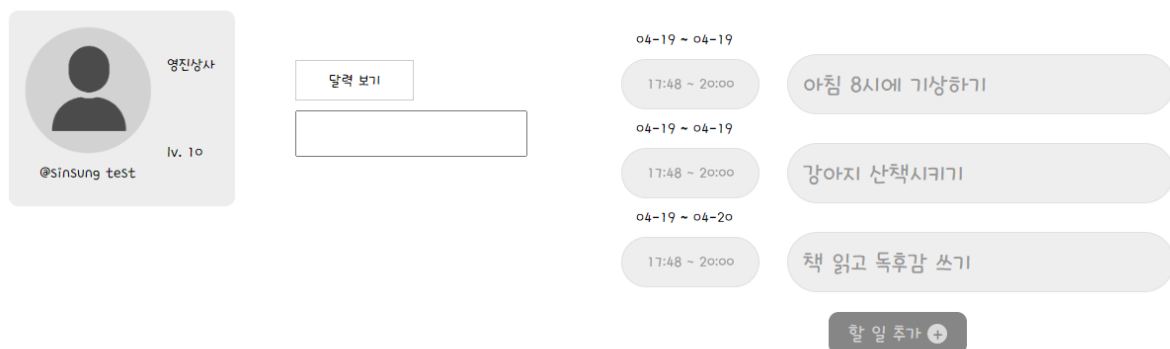 영진상사
lv. 10
@sinsung test
달력 보기
04-19 ~ 04-19
17:48 ~ 20:00
아침 8시에 기상하기
04-19 ~ 04-19
17:48 ~ 20:00
강아지 산책시키기
04-19 ~ 04-20
17:48 ~ 20:00
책 읽고 독후감 쓰기
할 일 추가